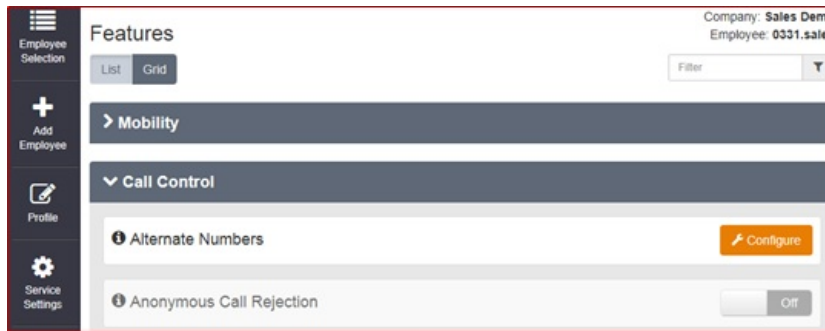 Employee
Selection
Add
Employee
Profile
Service
Settings
Features
Company: Sales Dem
Employee: 0331.sale
List Grid
Filter
Mobility
Call Control
Alternate Numbers
Configure
Anonymous Call Rejection
Off